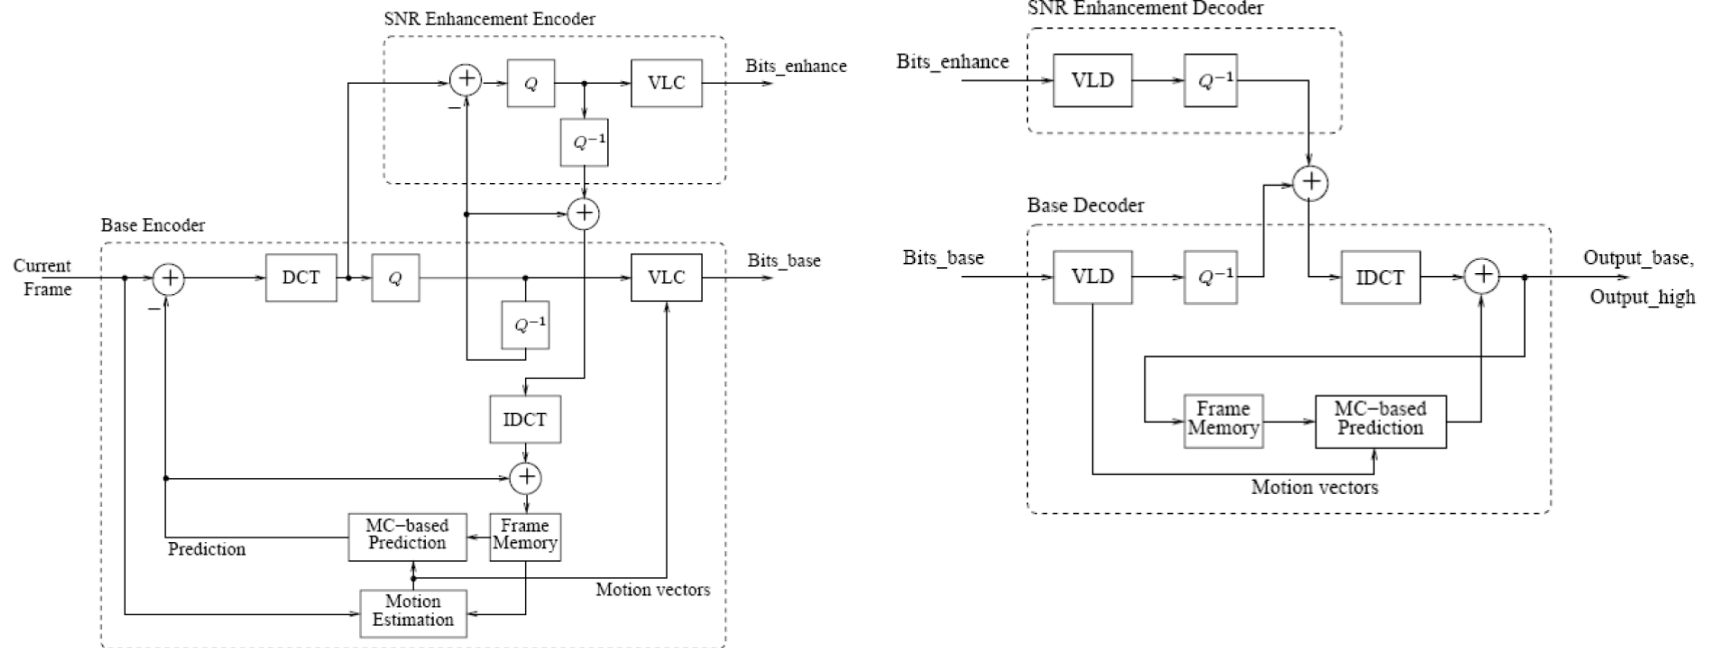 SNR Enhancement Encoder
+
Q
VLC
Bits_enhance
−
Q−1
+
Base Encoder
Current
Frame
+
DCT
Q
VLC
Bits_base
−
Q−1
IDCT
+
MC−based
Prediction
Frame
Memory
Prediction
Motion vectors
Motion
Estimation
SNR Enhancement Decoder
Bits_enhance
VLD
Q−1
+
Base Decoder
Bits_base
VLD
Q−1
IDCT
+
Output_base,
Output_high
Frame
Memory
MC−based
Prediction
Motion vectors